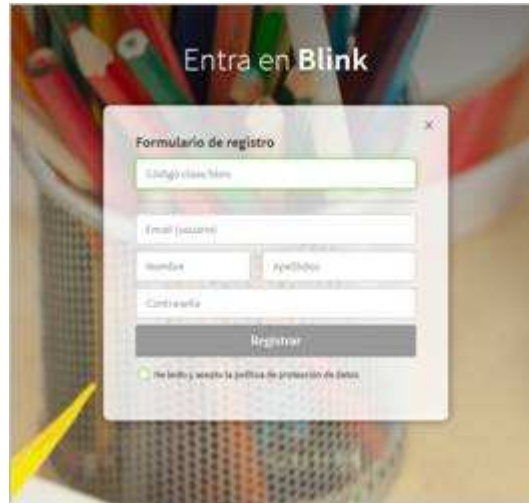 Entra en Blink
×
Formulario de registro
Código clase/libro
Email (usuario)
Nombre
Apellidos
Contraseña
Registrar
He leído y acepto la política de protección de datos